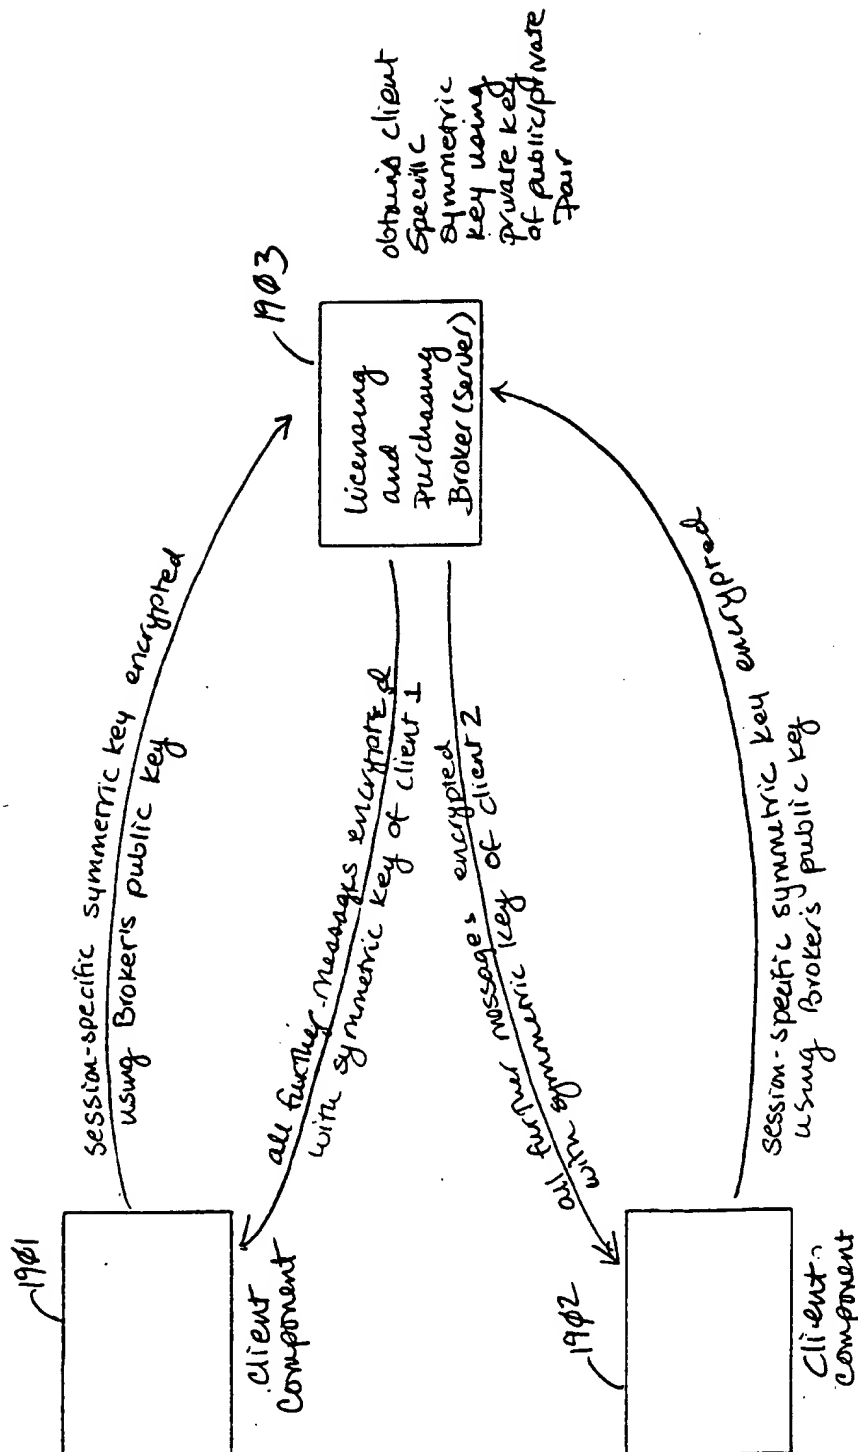 1901
client
component
session-specific symmetric key encrypted
using Broker's public key
all further messages encrypted
with symmetric key of client 1
1903
Licensing
and
Purchasing
Broker (Server)
obtains client
specific
symmetric
key using
private key
of public/private
pair
all further messages encrypted
with symmetric key of client 2
1902
client
component
session-specific symmetric key encrypted
using Broker's public key